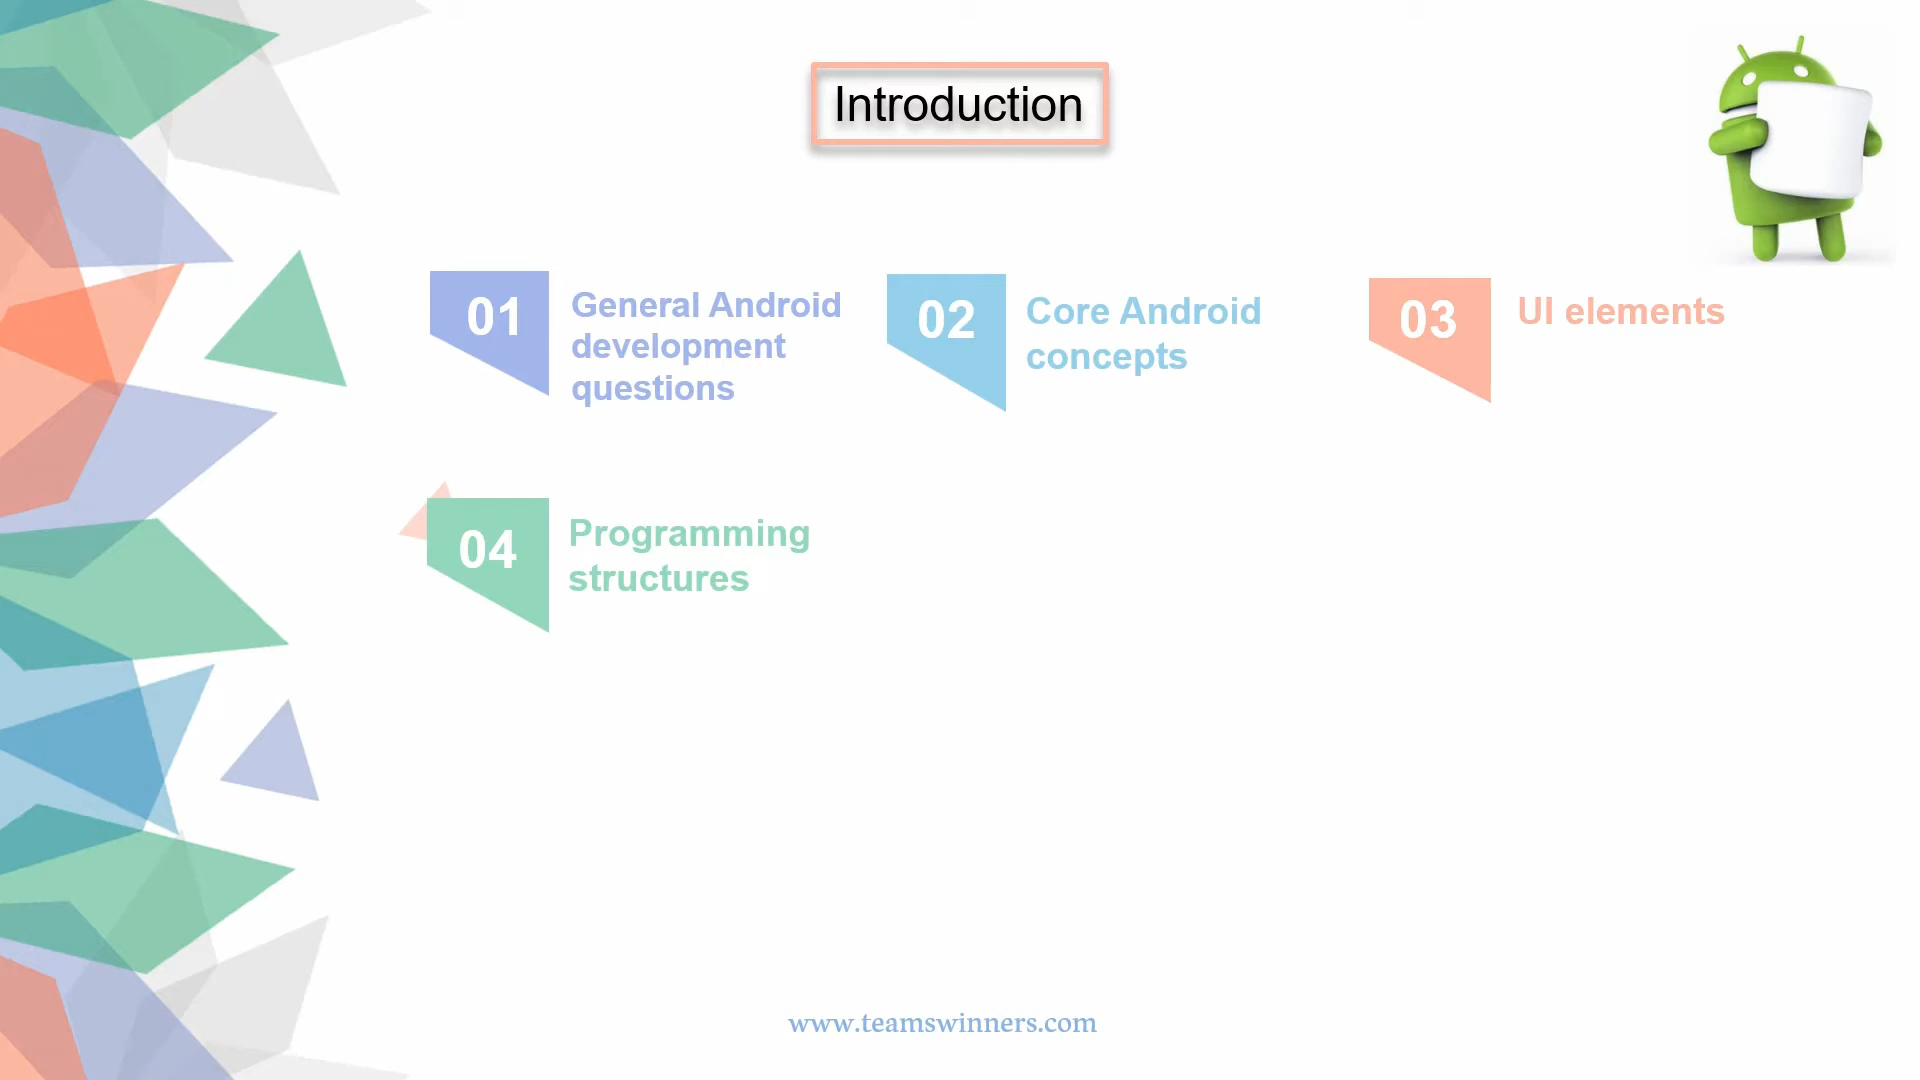 Introduction
01
General Android
development
questions
02
Core Android
concepts
03
UI elements
04
Programming
structures
www.teamswinners.com